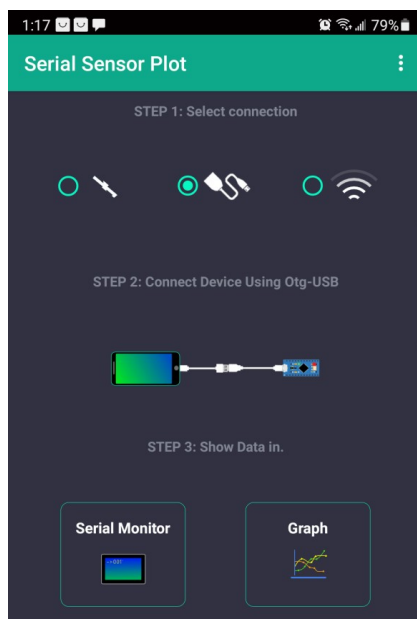 1:17 79%
Serial Sensor Plot
STEP 1: Select connection
STEP 2: Connect Device Using Otg-USB
STEP 3: Show Data in.
Serial Monitor Graph